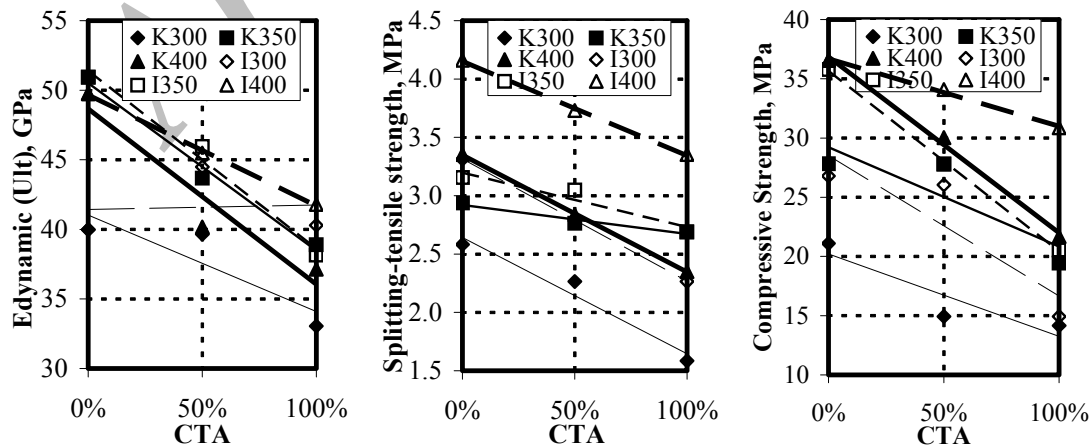 Edynamic (Ult), GPa
55
50
45
40
35
30
K300 K350
K400 I300
I350 I400
0% 50% 100%
CTA
Splitting-tensile strength, MPa
4.5
4.0
3.5
3.0
2.5
2.0
1.5
K300 K350
K400 I300
I350 I400
0% 50% 100%
CTA
Compressive Strength, MPa
40
35
30
25
20
15
10
K300 K350
K400 I300
I350 I400
0% 50% 100%
CTA